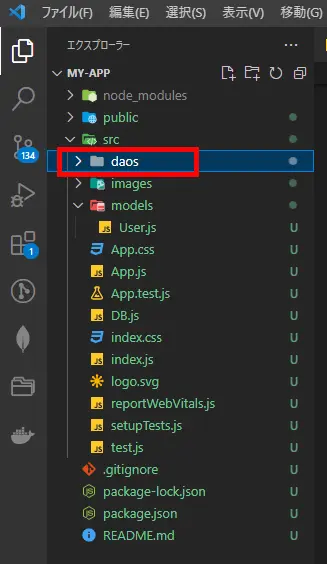 ファイル(F) 編集(E) 選択(S) 表示(V) 移動(G)
エクスプローラー
MY-APP
node_modules
public
src
daos
images
models
User.js U
App.css U
App.js U
App.test.js U
DB.js U
index.css U
index.js U
logo.svg U
reportWebVitals.js U
setupTests.js U
test.js U
.gitignore U
package-lock.json U
package.json U
README.md U
134
1